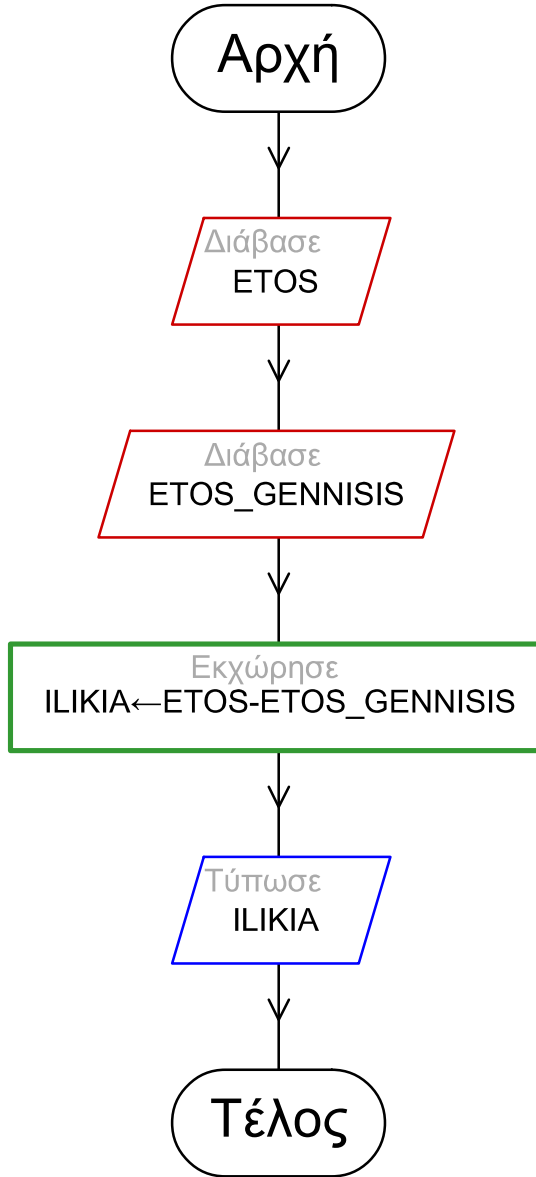 Αρχή
Διάβασε
ETOS
Διάβασε
ETOS_GENNISIS
Εκχώρησε
ILIKIA←ETOS-ETOS_GENNISIS
Τύπωσε
ILIKIA
Τέλος